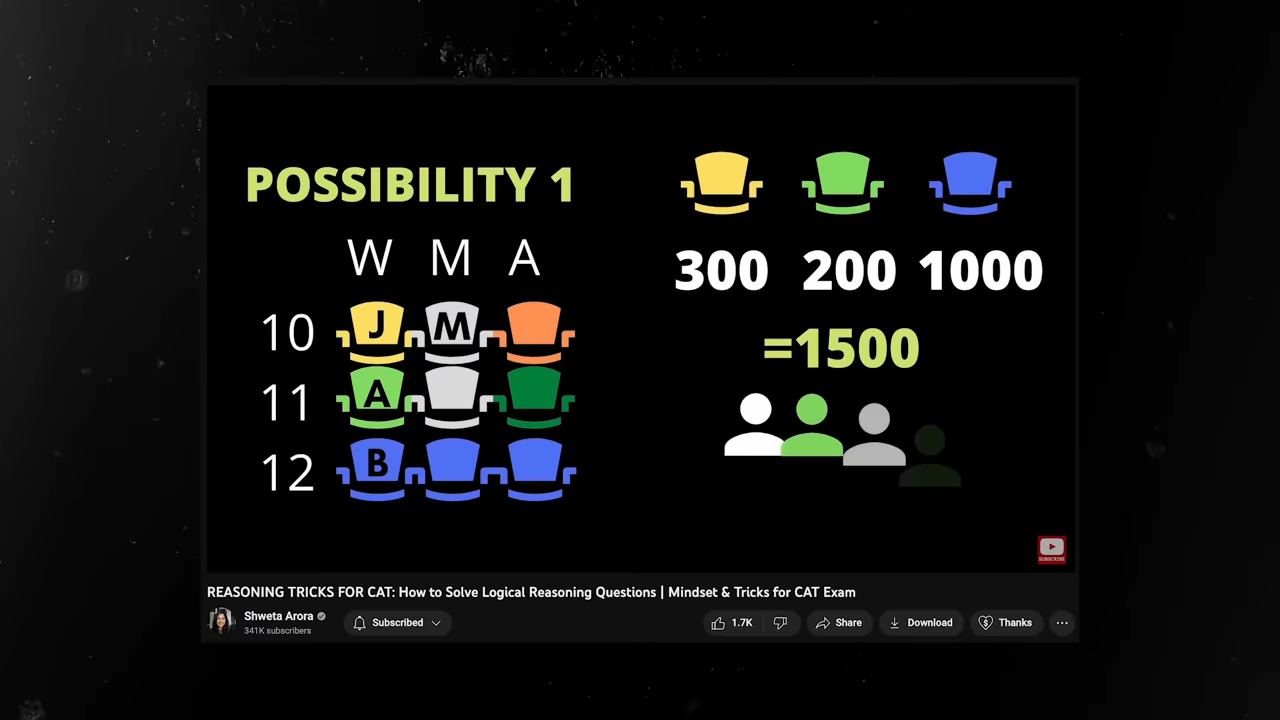 POSSIBILITY 1
W M A
10 J M
11 A
12 B
300 200 1000
=1500
SUBSCRIBE
REASONING TRICKS FOR CAT: How to Solve Logical Reasoning Questions | Mindset & Tricks for CAT Exam
Shweta Arora
341K subscribers
Subscribed
1.7K
Share
Download
Thanks